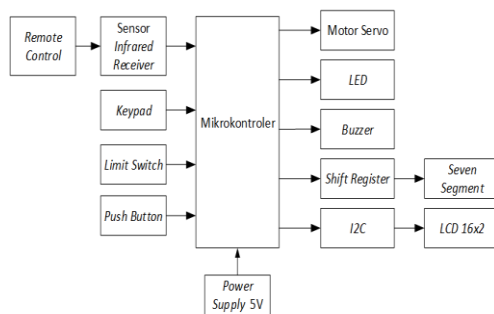 Remote
Control
Sensor
Infrared
Receiver
Keypad
Limit Switch
Push Button
Mikrokontroler
Power
Supply 5V
Motor Servo
LED
Buzzer
Shift Register
Seven
Segment
I2C
LCD 16x2